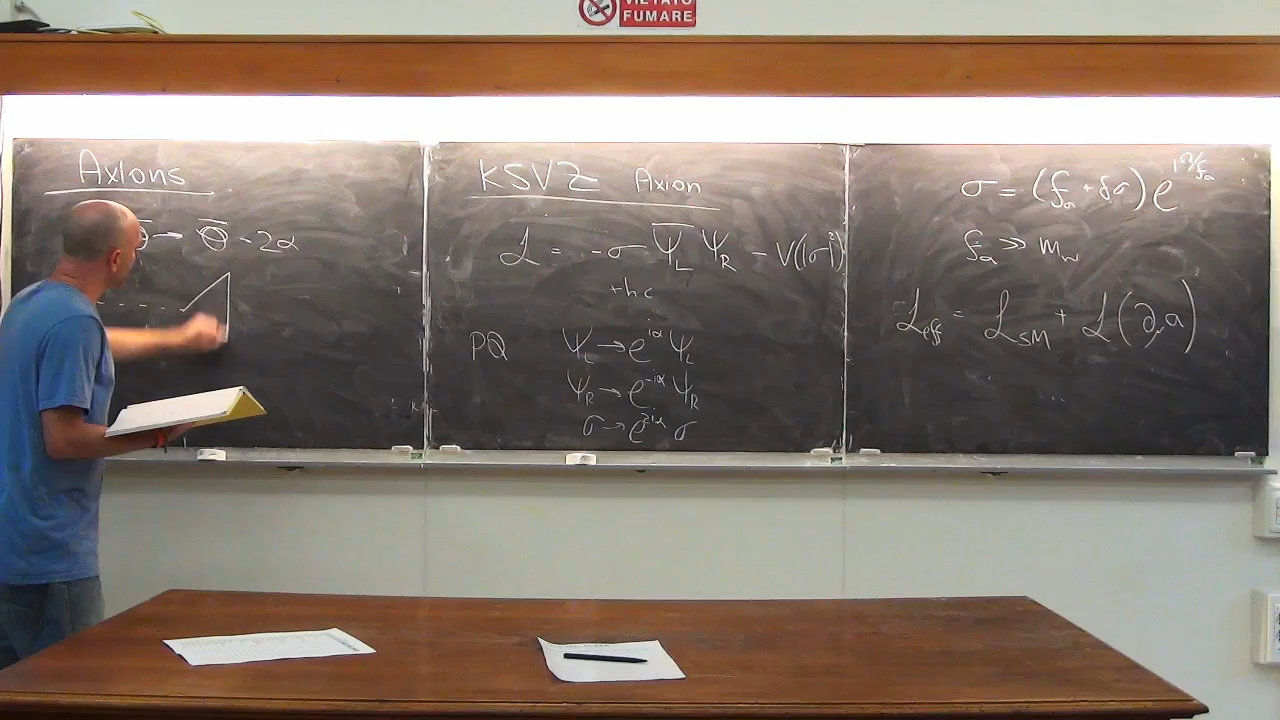 VIETATO
FUMARE
Axions
θ̄ → θ̄ - 2α
KSVZ Axion
ℒ = -σ Ψ̄_L Ψ_R - V(|σ|²)
+h.c
PQ Ψ_L → e^{iα} Ψ_L
Ψ_R → e^{-iα} Ψ_R
σ → e^{2iα} σ
σ = (f_a + δσ) e^{ia/f_a}
f_a ≫ m_w
ℒ_eff = ℒ_SM + ℒ(∂_μ a)